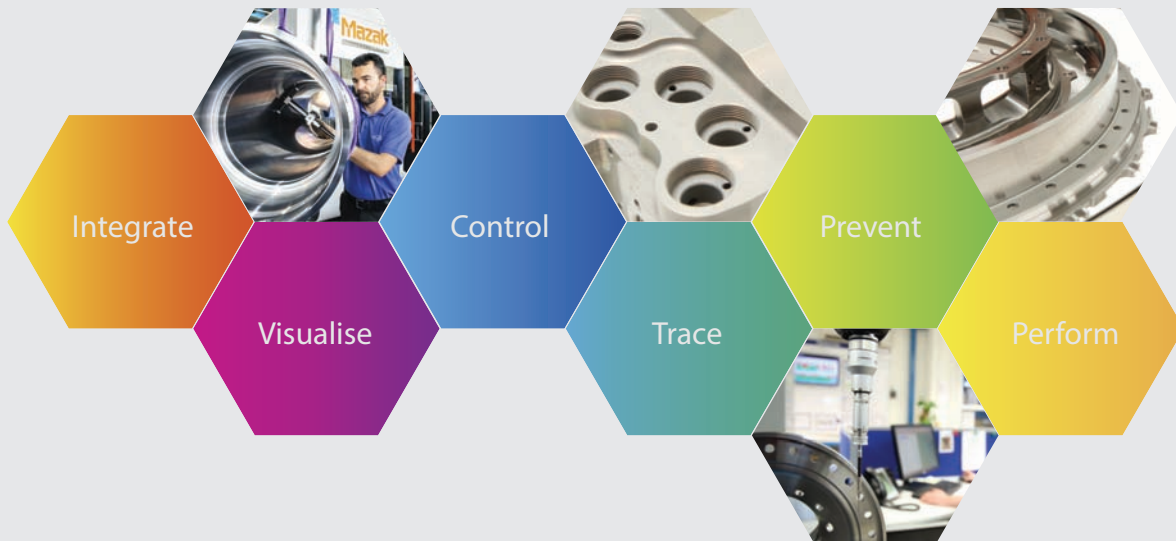 Mazak
Integrate
Control
Prevent
Visualise
Trace
Perform